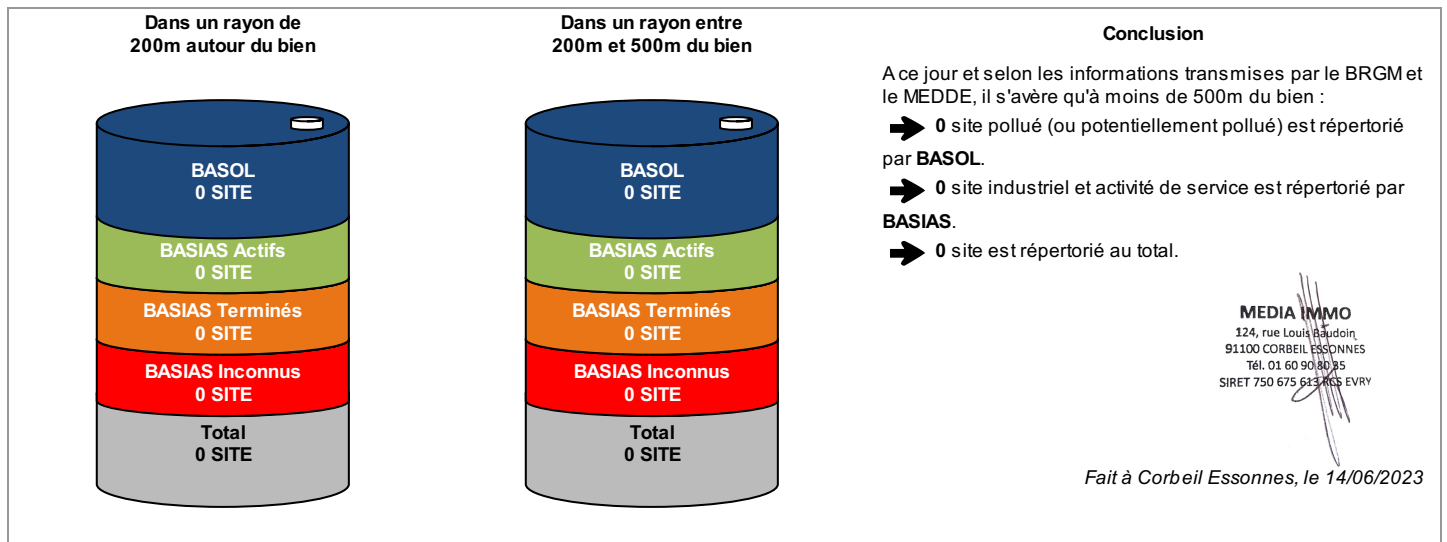 Dans un rayon de
200m autour du bien
BASOL
0 SITE
BASIAS Actifs
0 SITE
BASIAS Terminés
0 SITE
BASIAS Inconnus
0 SITE
Total
0 SITE
Dans un rayon entre
200m et 500m du bien
BASOL
0 SITE
BASIAS Actifs
0 SITE
BASIAS Terminés
0 SITE
BASIAS Inconnus
0 SITE
Total
0 SITE
Conclusion
A ce jour et selon les informations transmises par le BRGM et
le MEDDE, il s'avère qu'à moins de 500m du bien :
0 site pollué (ou potentiellement pollué) est répertorié
par BASOL.
0 site industriel et activité de service est répertorié par
BASIAS.
0 site est répertorié au total.
MEDIA IMMO
124, rue Louis Baudoin
91100 CORBEIL ESSONNES
Tél. 01 60 90 80 85
SIRET 750 675 613 RCS EVRY
Fait à Corbeil Essonnes, le 14/06/2023